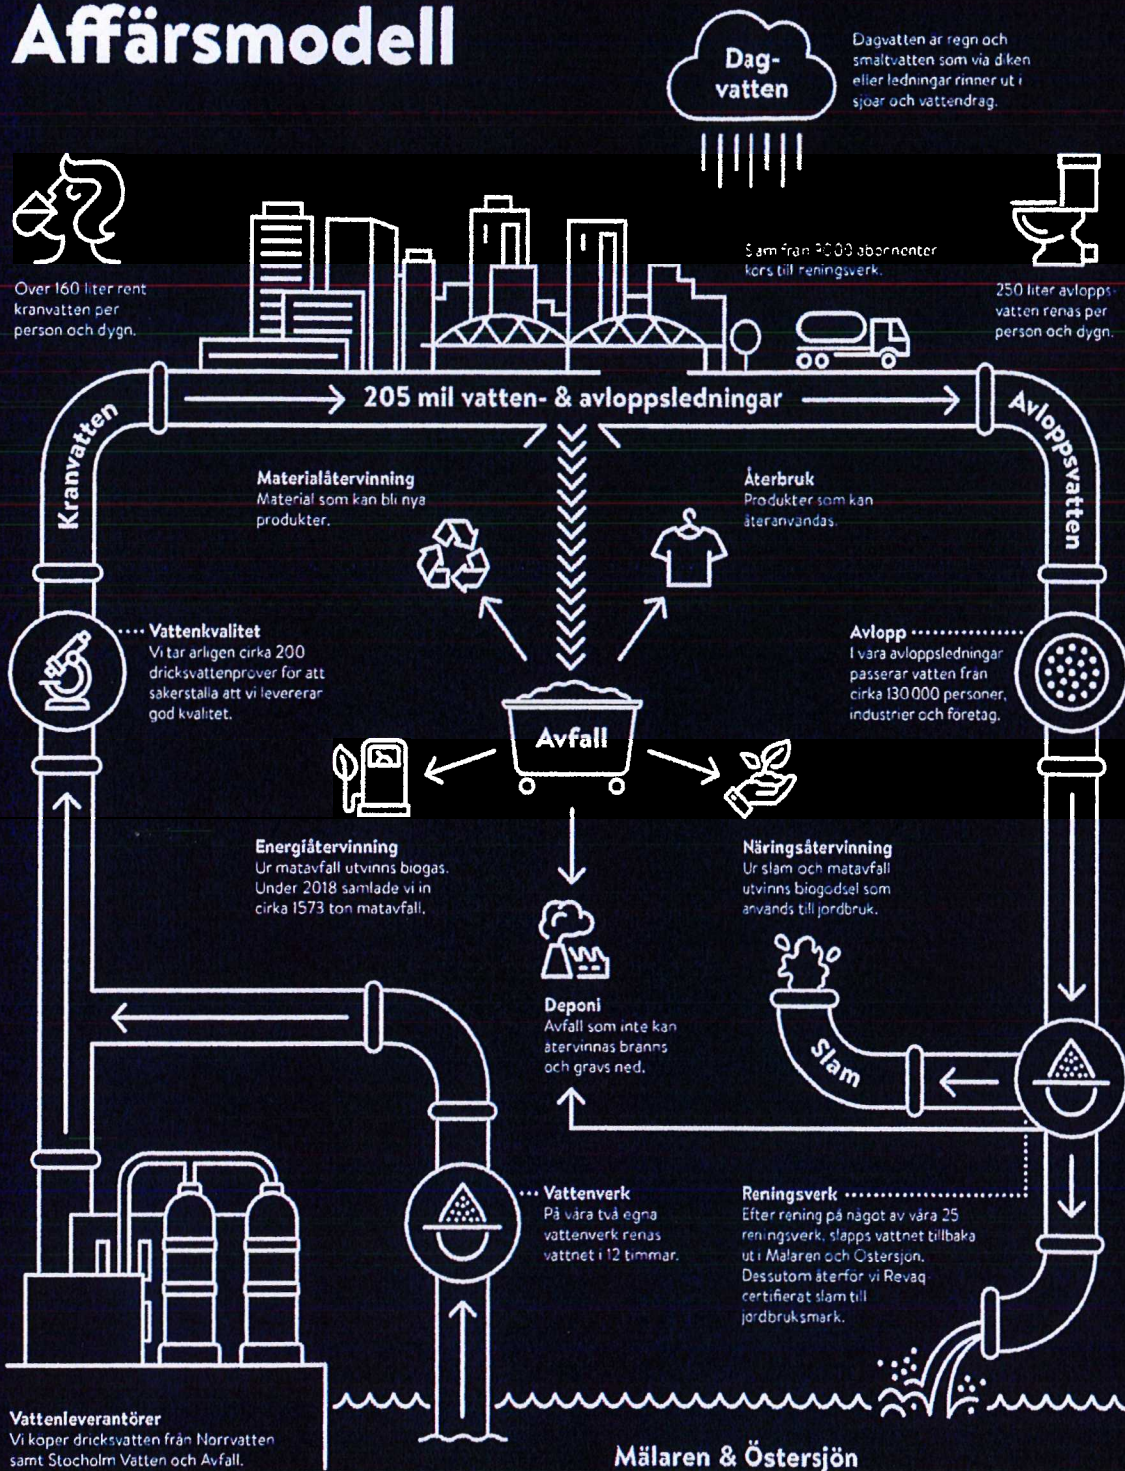 Affärsmodell
Dag-
vatten
Dagvatten är regn och
smältvatten som via diken
eller ledningar rinner ut i
sjöar och vattendrag.
Över 160 liter rent
kranvatten per
person och dygn.
Slam från 9000 abonnenter
körs till reningsverk.
250 liter avlopps-
vatten renas per
person och dygn.
Kranvatten
205 mil vatten- & avloppsledningar
Avloppsvatten
Materialåtervinning
Material som kan bli nya
produkter.
Återbruk
Produkter som kan
återanvändas.
Vattenkvalitet
Vi tar årligen cirka 200
dricksvattenprover för att
säkerställa att vi levererar
god kvalitet.
Avlopp
I våra avloppsledningar
passerar vatten från
cirka 130 000 personer,
industrier och företag.
Avfall
Energiåtervinning
Ur matavfall utvinns biogas.
Under 2018 samlade vi in
cirka 1573 ton matavfall.
Näringsåtervinning
Ur slam och matavfall
utvinns biogödsel som
används till jordbruk.
Deponi
Avfall som inte kan
återvinnas bränns
och grävs ned.
Slam
Vattenverk
På våra två egna
vattenverk renas
vattnet i 12 timmar.
Reningsverk
Efter rening på något av våra 25
reningsverk, släpps vattnet tillbaka
ut i Mälaren och Östersjön.
Dessutom återför vi Revaq-
certifierat slam till
jordbruksmark.
Vattenleverantörer
Vi köper dricksvatten från Norrvatten
samt Stocholm Vatten och Avfall.
Mälaren & Östersjön